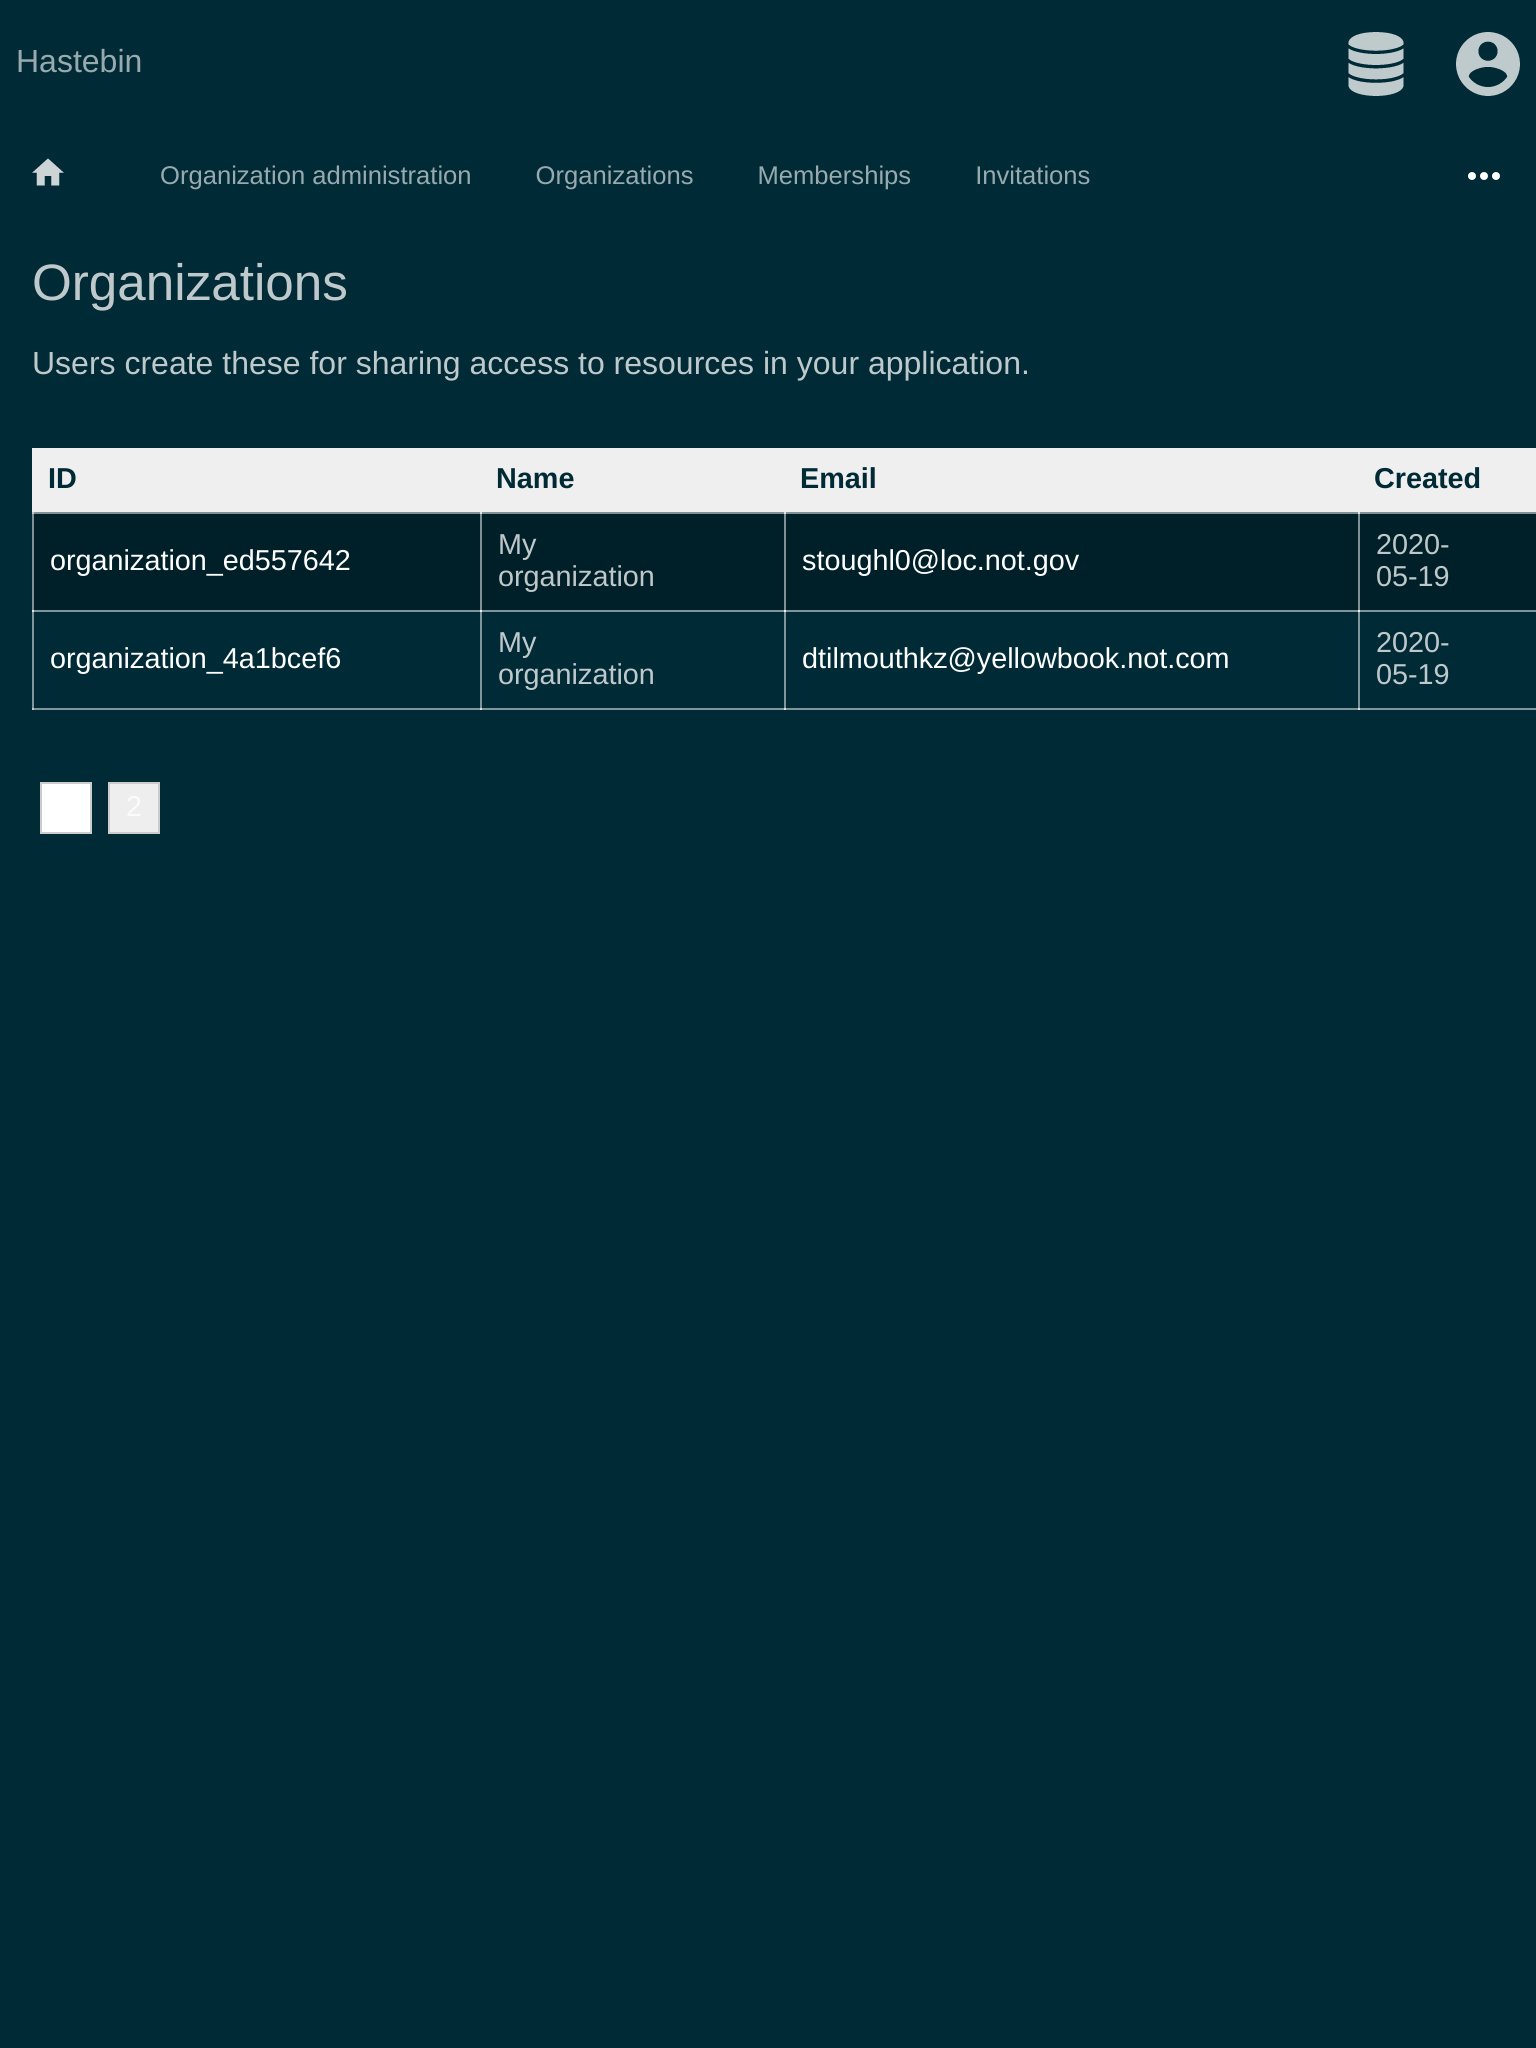 Hastebin
Organization administration Organizations Memberships Invitations
Organizations
Users create these for sharing access to resources in your application.
ID Name Email Created
organization_ed557642 My organization stoughl0@loc.not.gov 2020-05-19
organization_4a1bcef6 My organization dtilmouthkz@yellowbook.not.com 2020-05-19
2